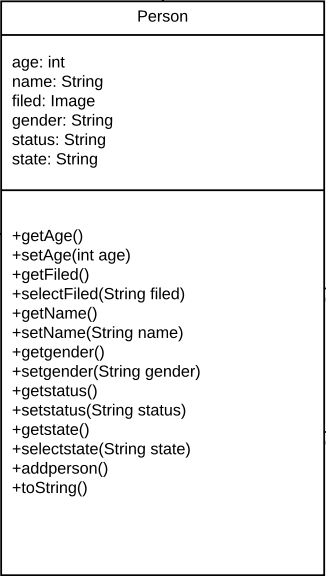 Person
age: int
name: String
filed: Image
gender: String
status: String
state: String
+getAge()
+setAge(int age)
+getFiled()
+selectFiled(String filed)
+getName()
+setName(String name)
+getgender()
+setgender(String gender)
+getstatus()
+setstatus(String status)
+getstate()
+selectstate(String state)
+addperson()
+toString()